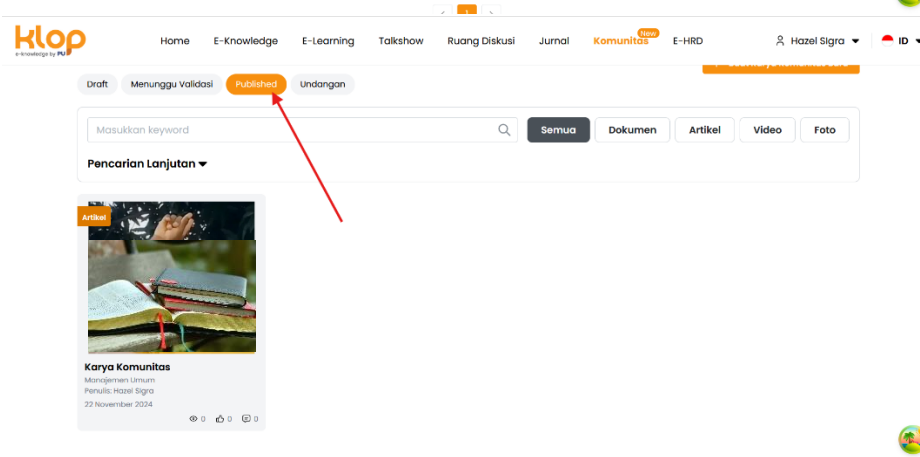 1
klop
e-knowledge by PU
Home E-Knowledge E-Learning Talkshow Ruang Diskusi Jurnal Komunitas New E-HRD Hazel SIgra ID
Draft Menunggu Validasi Published Undangan
Masukkan keyword Semua Dokumen Artikel Video Foto
Pencarian Lanjutan
Artikel
Karya Komunitas
Manajemen Umum
Penulis: Hazel Sigra
22 November 2024
0 0 0